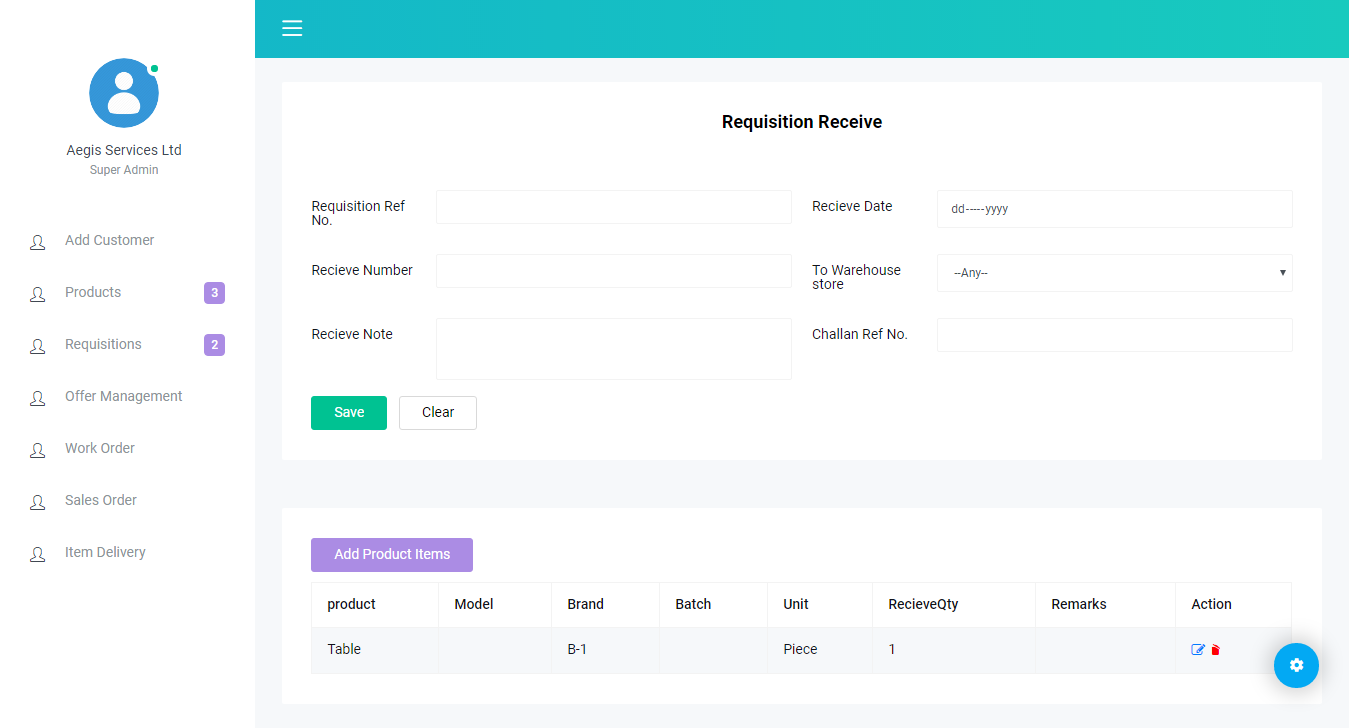 Aegis Services Ltd
Super Admin
Add Customer
Products 3
Requisitions 2
Offer Management
Work Order
Sales Order
Item Delivery
Requisition Receive
Requisition Ref
No.
Recieve Date dd-----yyyy
Recieve Number
To Warehouse
store
--Any--
Recieve Note
Challan Ref No.
Save Clear
Add Product Items
product Model Brand Batch Unit RecieveQty Remarks Action
Table B-1 Piece 1